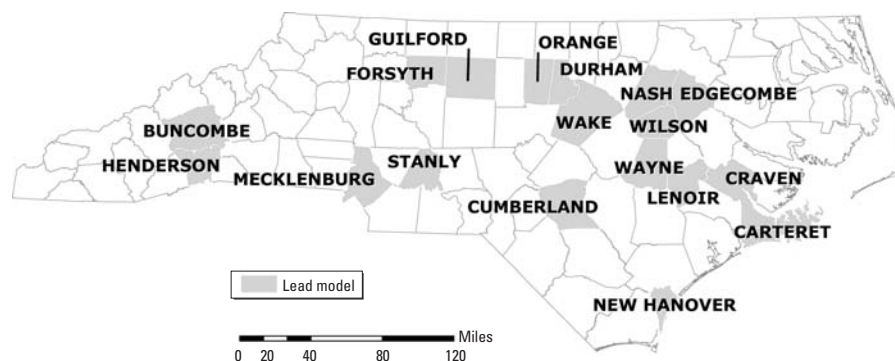 GUILFORD
ORANGE
FORSYTH
DURHAM
NASH EDGECOMBE
BUNCOMBE
WAKE
WILSON
HENDERSON
STANLY
WAYNE
MECKLENBURG
CRAVEN
LENOIR
CUMBERLAND
CARTERET
Lead model
NEW HANOVER
Miles
0 20 40 80 120